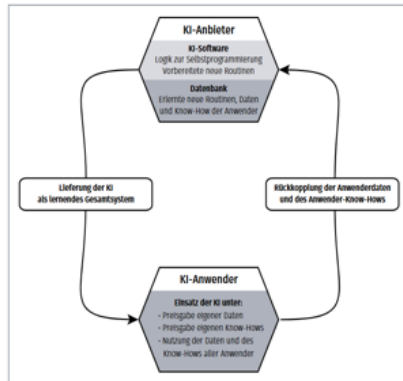 KI-Anbieter
KI-Software
Logik zur Selbstprogrammierung
Vorbereitete neue Routinen
Datenbank
Erlernte neue Routinen, Daten
und Know-How der Anwender
Lieferung der KI
als lernendes Gesamtsystem
Rückkopplung der Anwenderdaten
und des Anwender-Know-Hows
KI-Anwender
Einsatz der KI unter:
- Preisgabe eigener Daten
- Preisgabe eigenen Know-Hows
- Nutzung der Daten und des
Know-Hows aller Anwender